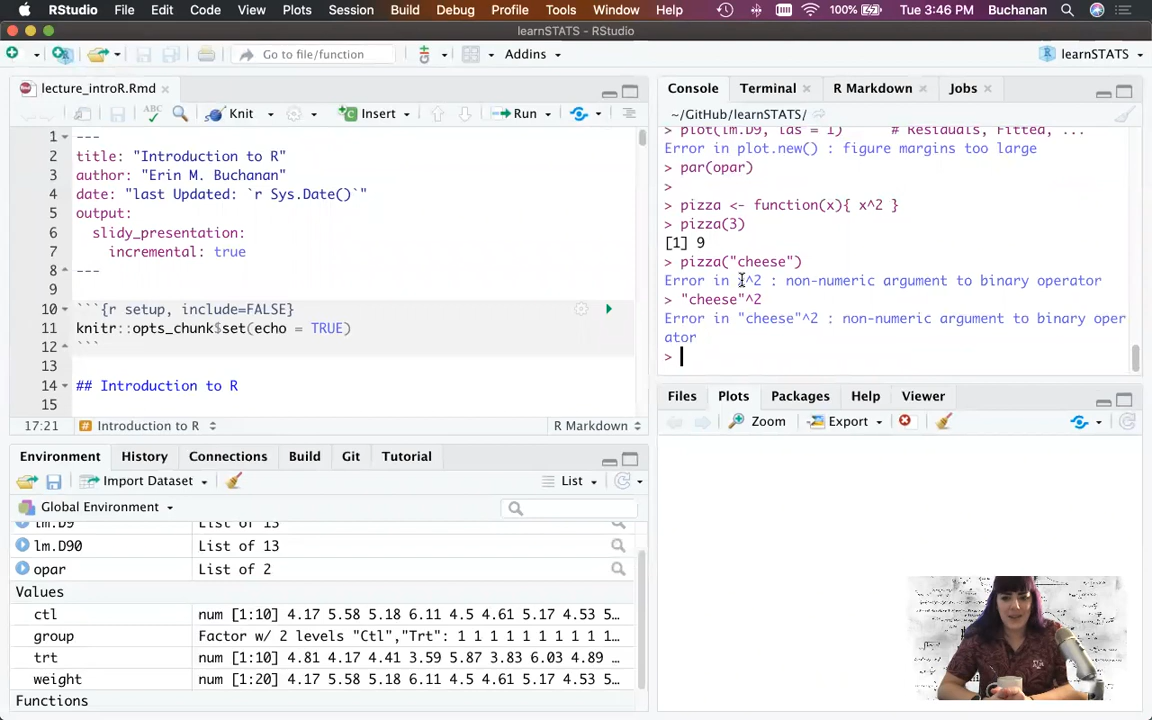 RStudio File Edit Code View Plots Session Build Debug Profile Tools Window Help 100% Tue 3:46 PM Buchanan
learnSTATS - RStudio
Go to file/function Addins learnSTATS
lecture_introR.Rmd
ABC Knit Insert Run
1 ---
2 title: "Introduction to R"
3 author: "Erin M. Buchanan"
4 date: "last Updated: `r Sys.Date()`"
5 output:
6 slidy_presentation:
7 incremental: true
8 ---
9
10 ```{r setup, include=FALSE}
11 knitr::opts_chunk$set(echo = TRUE)
12 ```
13
14 ## Introduction to R
15
17:21 # Introduction to R R Markdown
Console Terminal R Markdown Jobs
~/GitHub/learnSTATS/
> plot(lm.D9, las = 1) # Residuals, Fitted, ...
Error in plot.new() : figure margins too large
> par(opar)
>
> pizza <- function(x){ x^2 }
> pizza(3)
[1] 9
> pizza("cheese")
Error in x^2 : non-numeric argument to binary operator
> "cheese"^2
Error in "cheese"^2 : non-numeric argument to binary oper
ator
>
Environment History Connections Build Git Tutorial
Import Dataset List
Global Environment
lm.D9 List of 13
lm.D90 List of 13
opar List of 2
Values
ctl num [1:10] 4.17 5.58 5.18 6.11 4.5 4.61 5.17 4.53 5…
group Factor w/ 2 levels "Ctl","Trt": 1 1 1 1 1 1 1 1 1…
trt num [1:10] 4.81 4.17 4.41 3.59 5.87 3.83 6.03 4.89 …
weight num [1:20] 4.17 5.58 5.18 6.11 4.5 4.61 5.17 4.53 5…
Functions
Files Plots Packages Help Viewer
Zoom Export